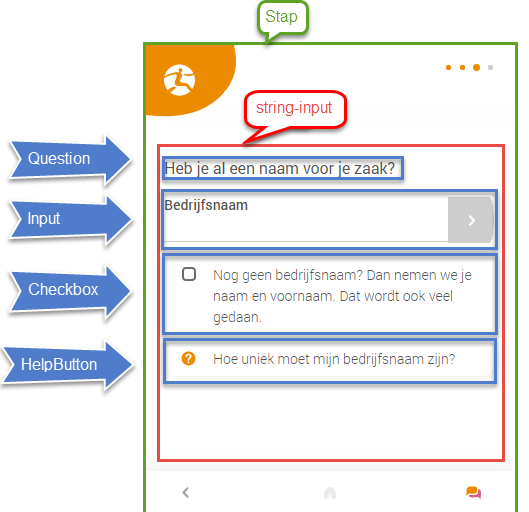 Stap
string-input
Question
Heb je al een naam voor je zaak?
Input
Bedrijfsnaam
Checkbox
Nog geen bedrijfsnaam? Dan nemen we je
naam en voornaam. Dat wordt ook veel
gedaan.
HelpButton
? Hoe uniek moet mijn bedrijfsnaam zijn?